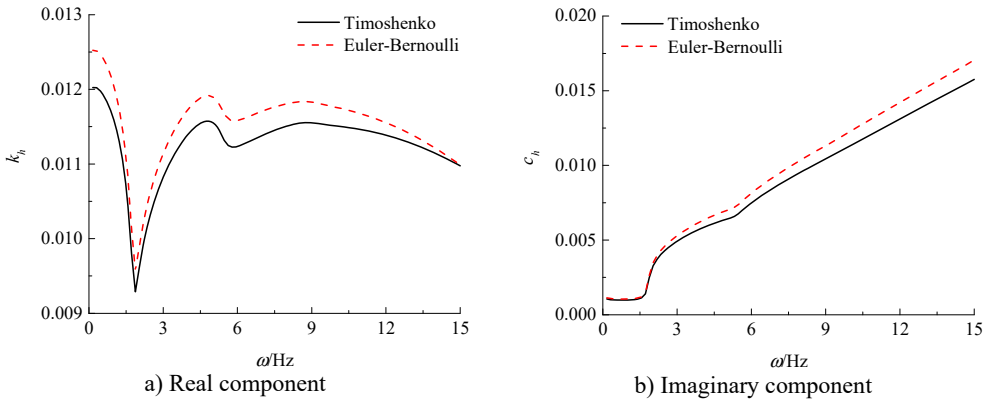 Timoshenko
Euler-Bernoulli
0.013
0.012
0.011
0.010
0.009
k_h
0 3 6 9 12 15
ω/Hz
a) Real component
Timoshenko
Euler-Bernoulli
0.020
0.015
0.010
0.005
0.000
c_h
0 3 6 9 12 15
ω/Hz
b) Imaginary component